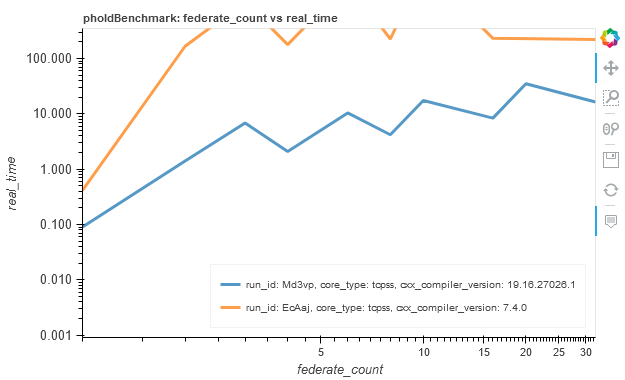 pholdBenchmark: federate_count vs real_time
100.000
10.000
1.000
0.100
0.010
0.001
real_time
run_id: Md3vp, core_type: tcpss, cxx_compiler_version: 19.16.27026.1
run_id: EcAaj, core_type: tcpss, cxx_compiler_version: 7.4.0
5
10
15
20
25
30
federate_count